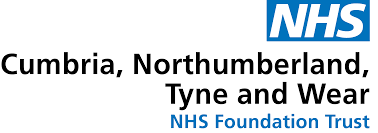 NHS
Cumbria, Northumberland,
Tyne and Wear
NHS Foundation Trust